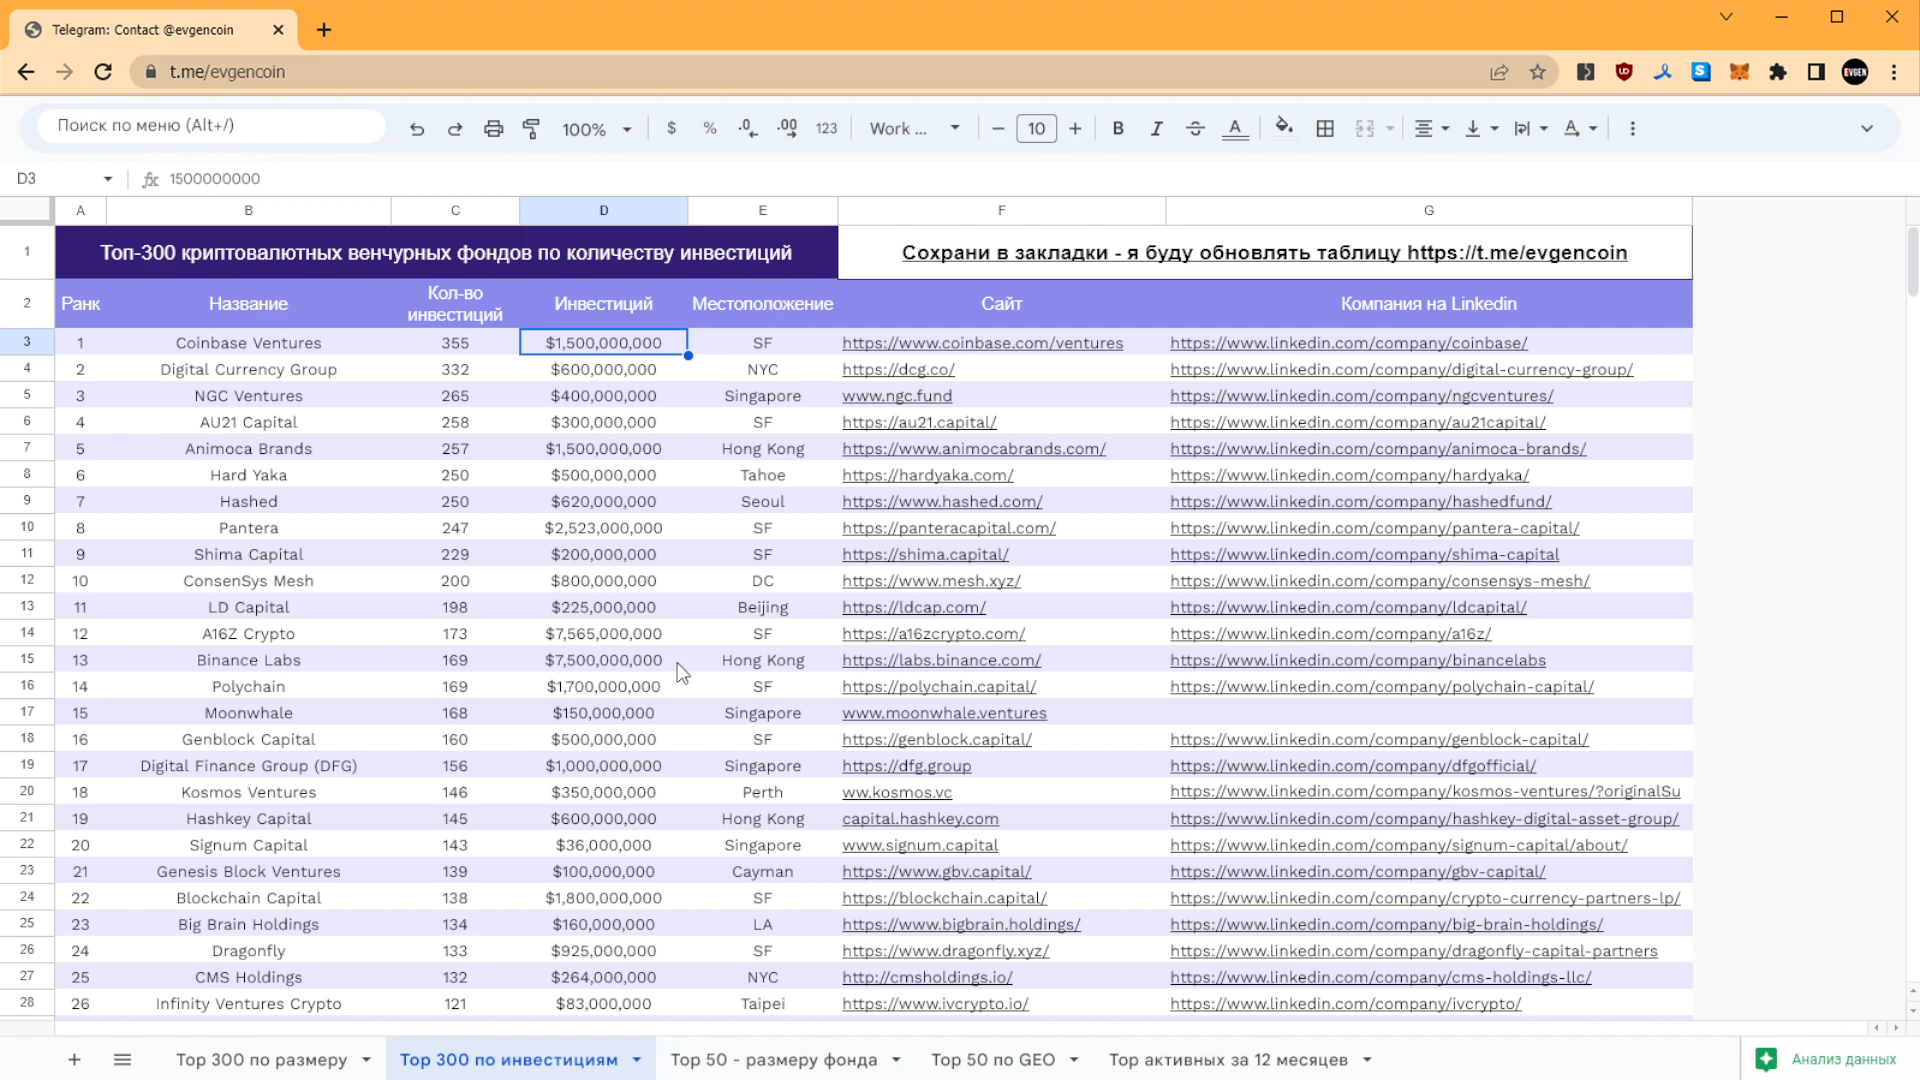 Telegram: Contact @evgencoin
t.me/evgencoin
EVGEN
Поиск по меню (Alt+/)
100% $ % .0 .00 123 Work ... 10 B I S A
D3 fx 1500000000
A B C D E F G
1 Топ-300 криптовалютных венчурных фондов по количеству инвестиций Сохрани в закладки - я буду обновлять таблицу https://t.me/evgencoin
2 Ранк Название Кол-во инвестиций Инвестиций Местоположение Сайт Компания на Linkedin
3 1 Coinbase Ventures 355 $1,500,000,000 SF https://www.coinbase.com/ventures https://www.linkedin.com/company/coinbase/
4 2 Digital Currency Group 332 $600,000,000 NYC https://dcg.co/ https://www.linkedin.com/company/digital-currency-group/
5 3 NGC Ventures 265 $400,000,000 Singapore www.ngc.fund https://www.linkedin.com/company/ngcventures/
6 4 AU21 Capital 258 $300,000,000 SF https://au21.capital/ https://www.linkedin.com/company/au21capital/
7 5 Animoca Brands 257 $1,500,000,000 Hong Kong https://www.animocabrands.com/ https://www.linkedin.com/company/animoca-brands/
8 6 Hard Yaka 250 $500,000,000 Tahoe https://hardyaka.com/ https://www.linkedin.com/company/hardyaka/
9 7 Hashed 250 $620,000,000 Seoul https://www.hashed.com/ https://www.linkedin.com/company/hashedfund/
10 8 Pantera 247 $2,523,000,000 SF https://panteracapital.com/ https://www.linkedin.com/company/pantera-capital/
11 9 Shima Capital 229 $200,000,000 SF https://shima.capital/ https://www.linkedin.com/company/shima-capital
12 10 ConsenSys Mesh 200 $800,000,000 DC https://www.mesh.xyz/ https://www.linkedin.com/company/consensys-mesh/
13 11 LD Capital 198 $225,000,000 Beijing https://ldcap.com/ https://www.linkedin.com/company/ldcapital/
14 12 A16Z Crypto 173 $7,565,000,000 SF https://a16zcrypto.com/ https://www.linkedin.com/company/a16z/
15 13 Binance Labs 169 $7,500,000,000 Hong Kong https://labs.binance.com/ https://www.linkedin.com/company/binancelabs
16 14 Polychain 169 $1,700,000,000 SF https://polychain.capital/ https://www.linkedin.com/company/polychain-capital/
17 15 Moonwhale 168 $150,000,000 Singapore www.moonwhale.ventures
18 16 Genblock Capital 160 $500,000,000 SF https://genblock.capital/ https://www.linkedin.com/company/genblock-capital/
19 17 Digital Finance Group (DFG) 156 $1,000,000,000 Singapore https://dfg.group https://www.linkedin.com/company/dfgofficial/
20 18 Kosmos Ventures 146 $350,000,000 Perth ww.kosmos.vc https://www.linkedin.com/company/kosmos-ventures/?originalSu
21 19 Hashkey Capital 145 $600,000,000 Hong Kong capital.hashkey.com https://www.linkedin.com/company/hashkey-digital-asset-group/
22 20 Signum Capital 143 $36,000,000 Singapore www.signum.capital https://www.linkedin.com/company/signum-capital/about/
23 21 Genesis Block Ventures 139 $100,000,000 Cayman https://www.gbv.capital/ https://www.linkedin.com/company/gbv-capital/
24 22 Blockchain Capital 138 $1,800,000,000 SF https://blockchain.capital/ https://www.linkedin.com/company/crypto-currency-partners-lp/
25 23 Big Brain Holdings 134 $160,000,000 LA https://www.bigbrain.holdings/ https://www.linkedin.com/company/big-brain-holdings/
26 24 Dragonfly 133 $925,000,000 SF https://www.dragonfly.xyz/ https://www.linkedin.com/company/dragonfly-capital-partners
27 25 CMS Holdings 132 $264,000,000 NYC http://cmsholdings.io/ https://www.linkedin.com/company/cms-holdings-llc/
28 26 Infinity Ventures Crypto 121 $83,000,000 Taipei https://www.ivcrypto.io/ https://www.linkedin.com/company/ivcrypto/
Top 300 по размеру Top 300 по инвестициям Top 50 - размеру фонда Top 50 по GEO Top активных за 12 месяцев Анализ данных